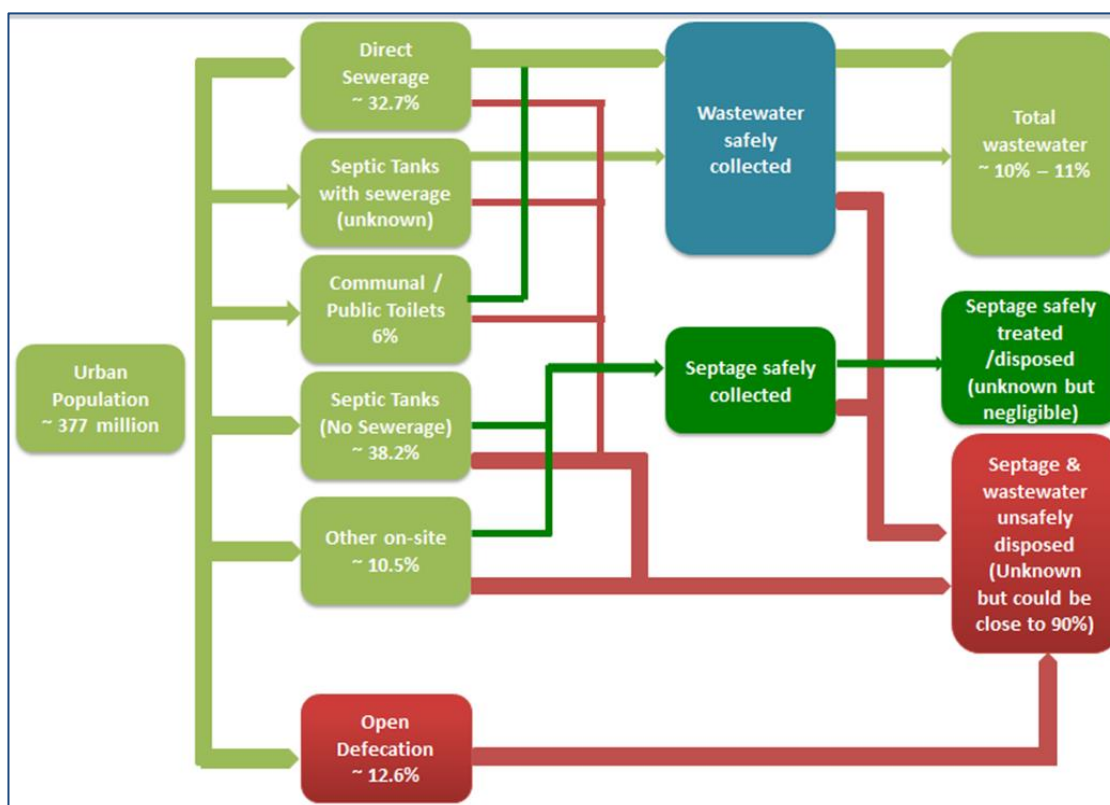 Urban
Population
~ 377 million
Direct
Sewerage
~ 32.7%
Septic Tanks
with sewerage
(unknown)
Communal /
Public Toilets
6%
Septic Tanks
(No Sewerage)
~ 38.2%
Other on-site
~ 10.5%
Open
Defecation
~ 12.6%
Wastewater
safely
collected
Septage safely
collected
Total
wastewater
~ 10% – 11%
Septage safely
treated
/disposed
(unknown but
negligible)
Septage &
wastewater
unsafely
disposed
(Unknown
but could be
close to 90%)